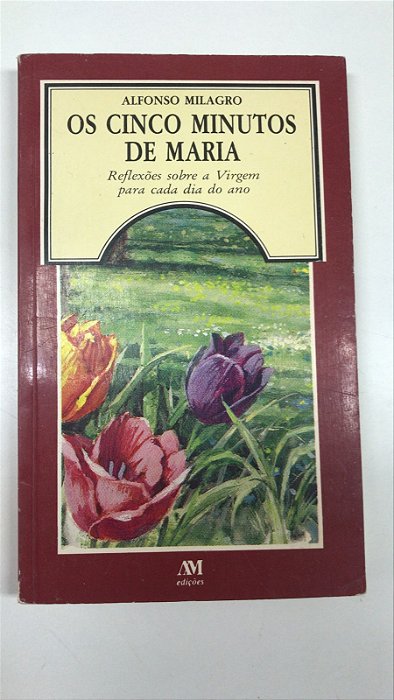 ALFONSO MILAGRO
OS CINCO MINUTOS
DE MARIA
Reflexões sobre a Virgem
para cada dia do ano
AM
edições